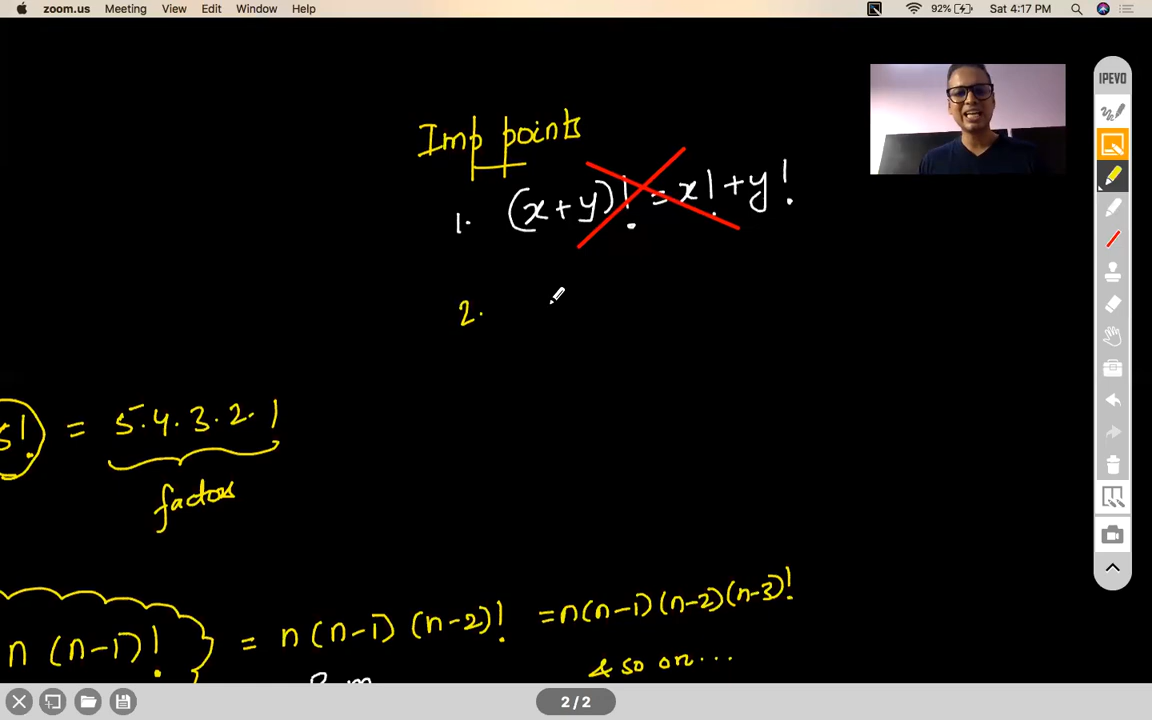 zoom.us Meeting View Edit Window Help 92% Sat 4:17 PM
IPEVO
Imp points
1. (x+y)! = x! + y!
2.
5! = 5.4.3.2.1
factors
n (n-1)! = n(n-1) (n-2)! = n(n-1)(n-2)(n-3)!
& so on...
2 / 2